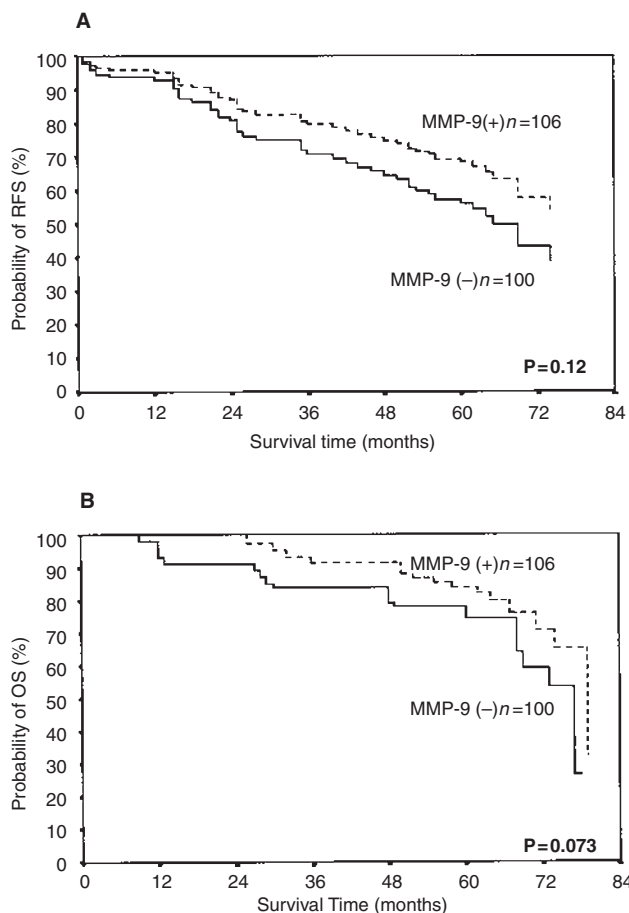 A
Probability of RFS (%)
100
90
80
70
60
50
40
30
20
10
0
MMP-9(+)n=106
MMP-9 (–)n=100
P=0.12
0 12 24 36 48 60 72 84
Survival time (months)
B
Probability of OS (%)
100
90
80
70
60
50
40
30
20
10
0
MMP-9 (+)n=106
MMP-9 (–)n=100
P=0.073
0 12 24 36 48 60 72 84
Survival Time (months)